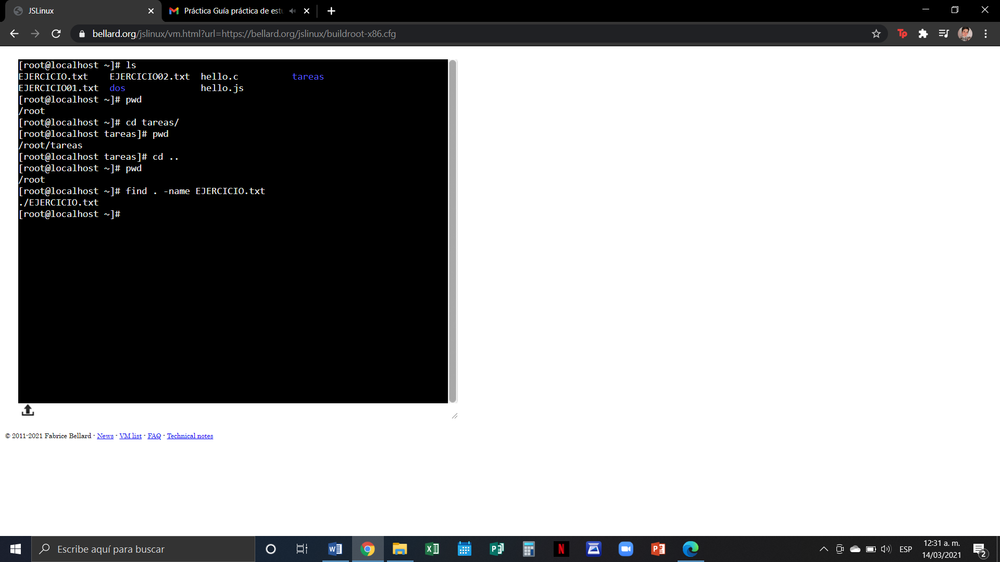 JSLinux
Práctica Guía práctica de est
bellard.org/jslinux/vm.html?url=https://bellard.org/jslinux/buildroot-x86.cfg
Tp
[root@localhost ~]# ls
EJERCICIO.txt    EJERCICIO02.txt  hello.c          tareas
EJERCICIO01.txt  dos              hello.js
[root@localhost ~]# pwd
/root
[root@localhost ~]# cd tareas/
[root@localhost tareas]# pwd
/root/tareas
[root@localhost tareas]# cd ..
[root@localhost ~]# pwd
/root
[root@localhost ~]# find . -name EJERCICIO.txt
./EJERCICIO.txt
[root@localhost ~]#
© 2011-2021 Fabrice Bellard - News - VM list - FAQ - Technical notes
Escribe aquí para buscar
ESP
12:31 a. m.
14/03/2021
2